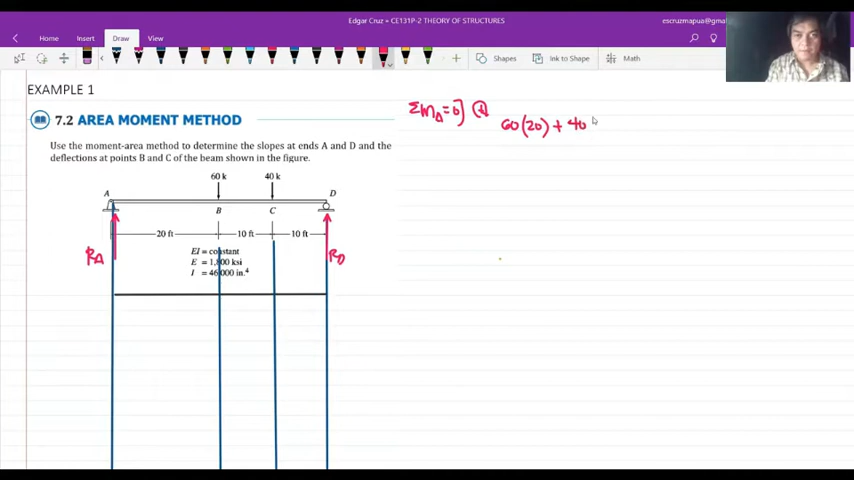 Edgar Cruz + CE131P-2 THEORY OF STRUCTURES
escruzmapua@gma
Home Insert Draw View
Shapes Ink to Shape Math
EXAMPLE 1
7.2 AREA MOMENT METHOD
Use the moment-area method to determine the slopes at ends A and D and the
deflections at points B and C of the beam shown in the figure.
60 k 40 k
A D
B C
20 ft 10 ft 10 ft
RA RD
EI = constant
E = 1,800 ksi
I = 46,000 in.⁴
ΣMA = 0] +
60(20) + 40